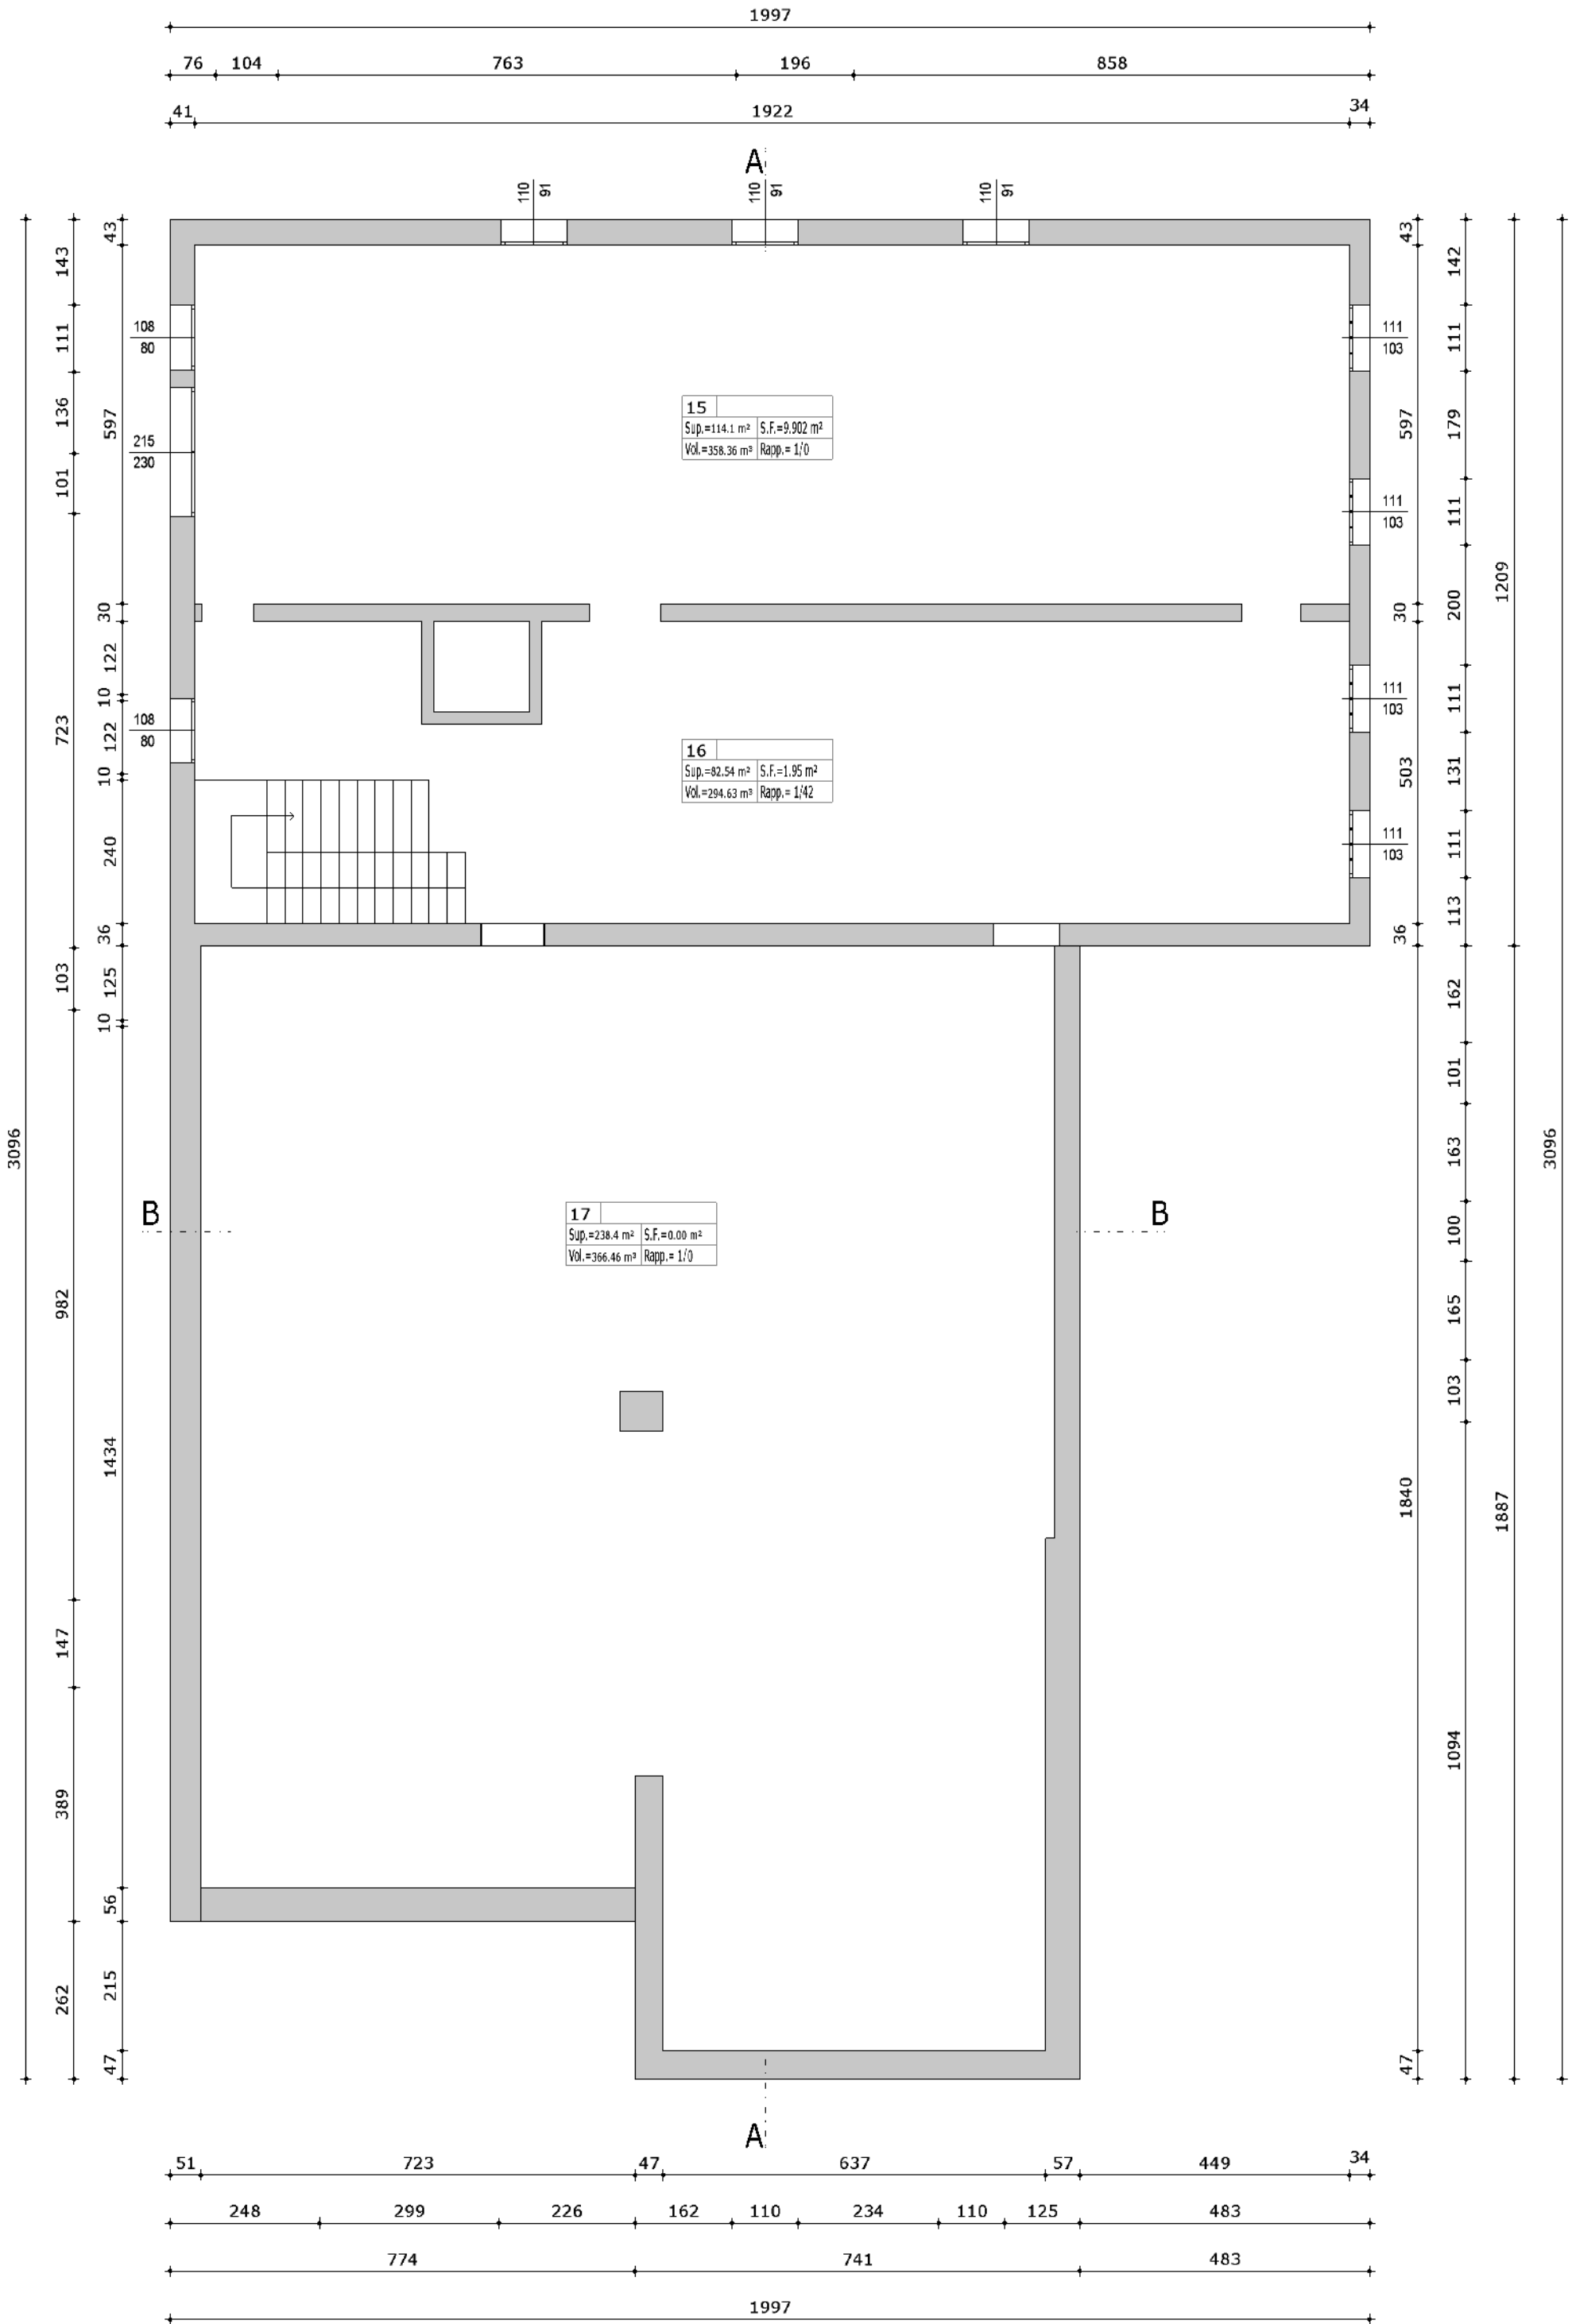 1997
76 104 763 196 858
41 1922 34
A
110 91 110 91 110 91
43 43
143 142
111 108 80 111 103 111
136 597 15 597 179
Sup.=114.1 m² S.F.=9.902 m²
Vol.=358.36 m³ Rapp.= 1/0
215 230
101 111 103 111
30 30 200 1209
122
10
723 122 108 80 111 103 111
16
Sup.=82.54 m² S.F.=1.95 m²
Vol.=294.63 m³ Rapp.= 1/42
10 503 131
240 111 103 111
36 36 113
103 125 162
10
101
3096 163 3096
B B
17
Sup.=238.4 m² S.F.=0.00 m²
Vol.=366.46 m³ Rapp.= 1/0
100
982 165
103
1434 1840 1887
147
1094
389
56
262 215
47 47
A
51 723 47 637 57 449 34
248 299 226 162 110 234 110 125 483
774 741 483
1997